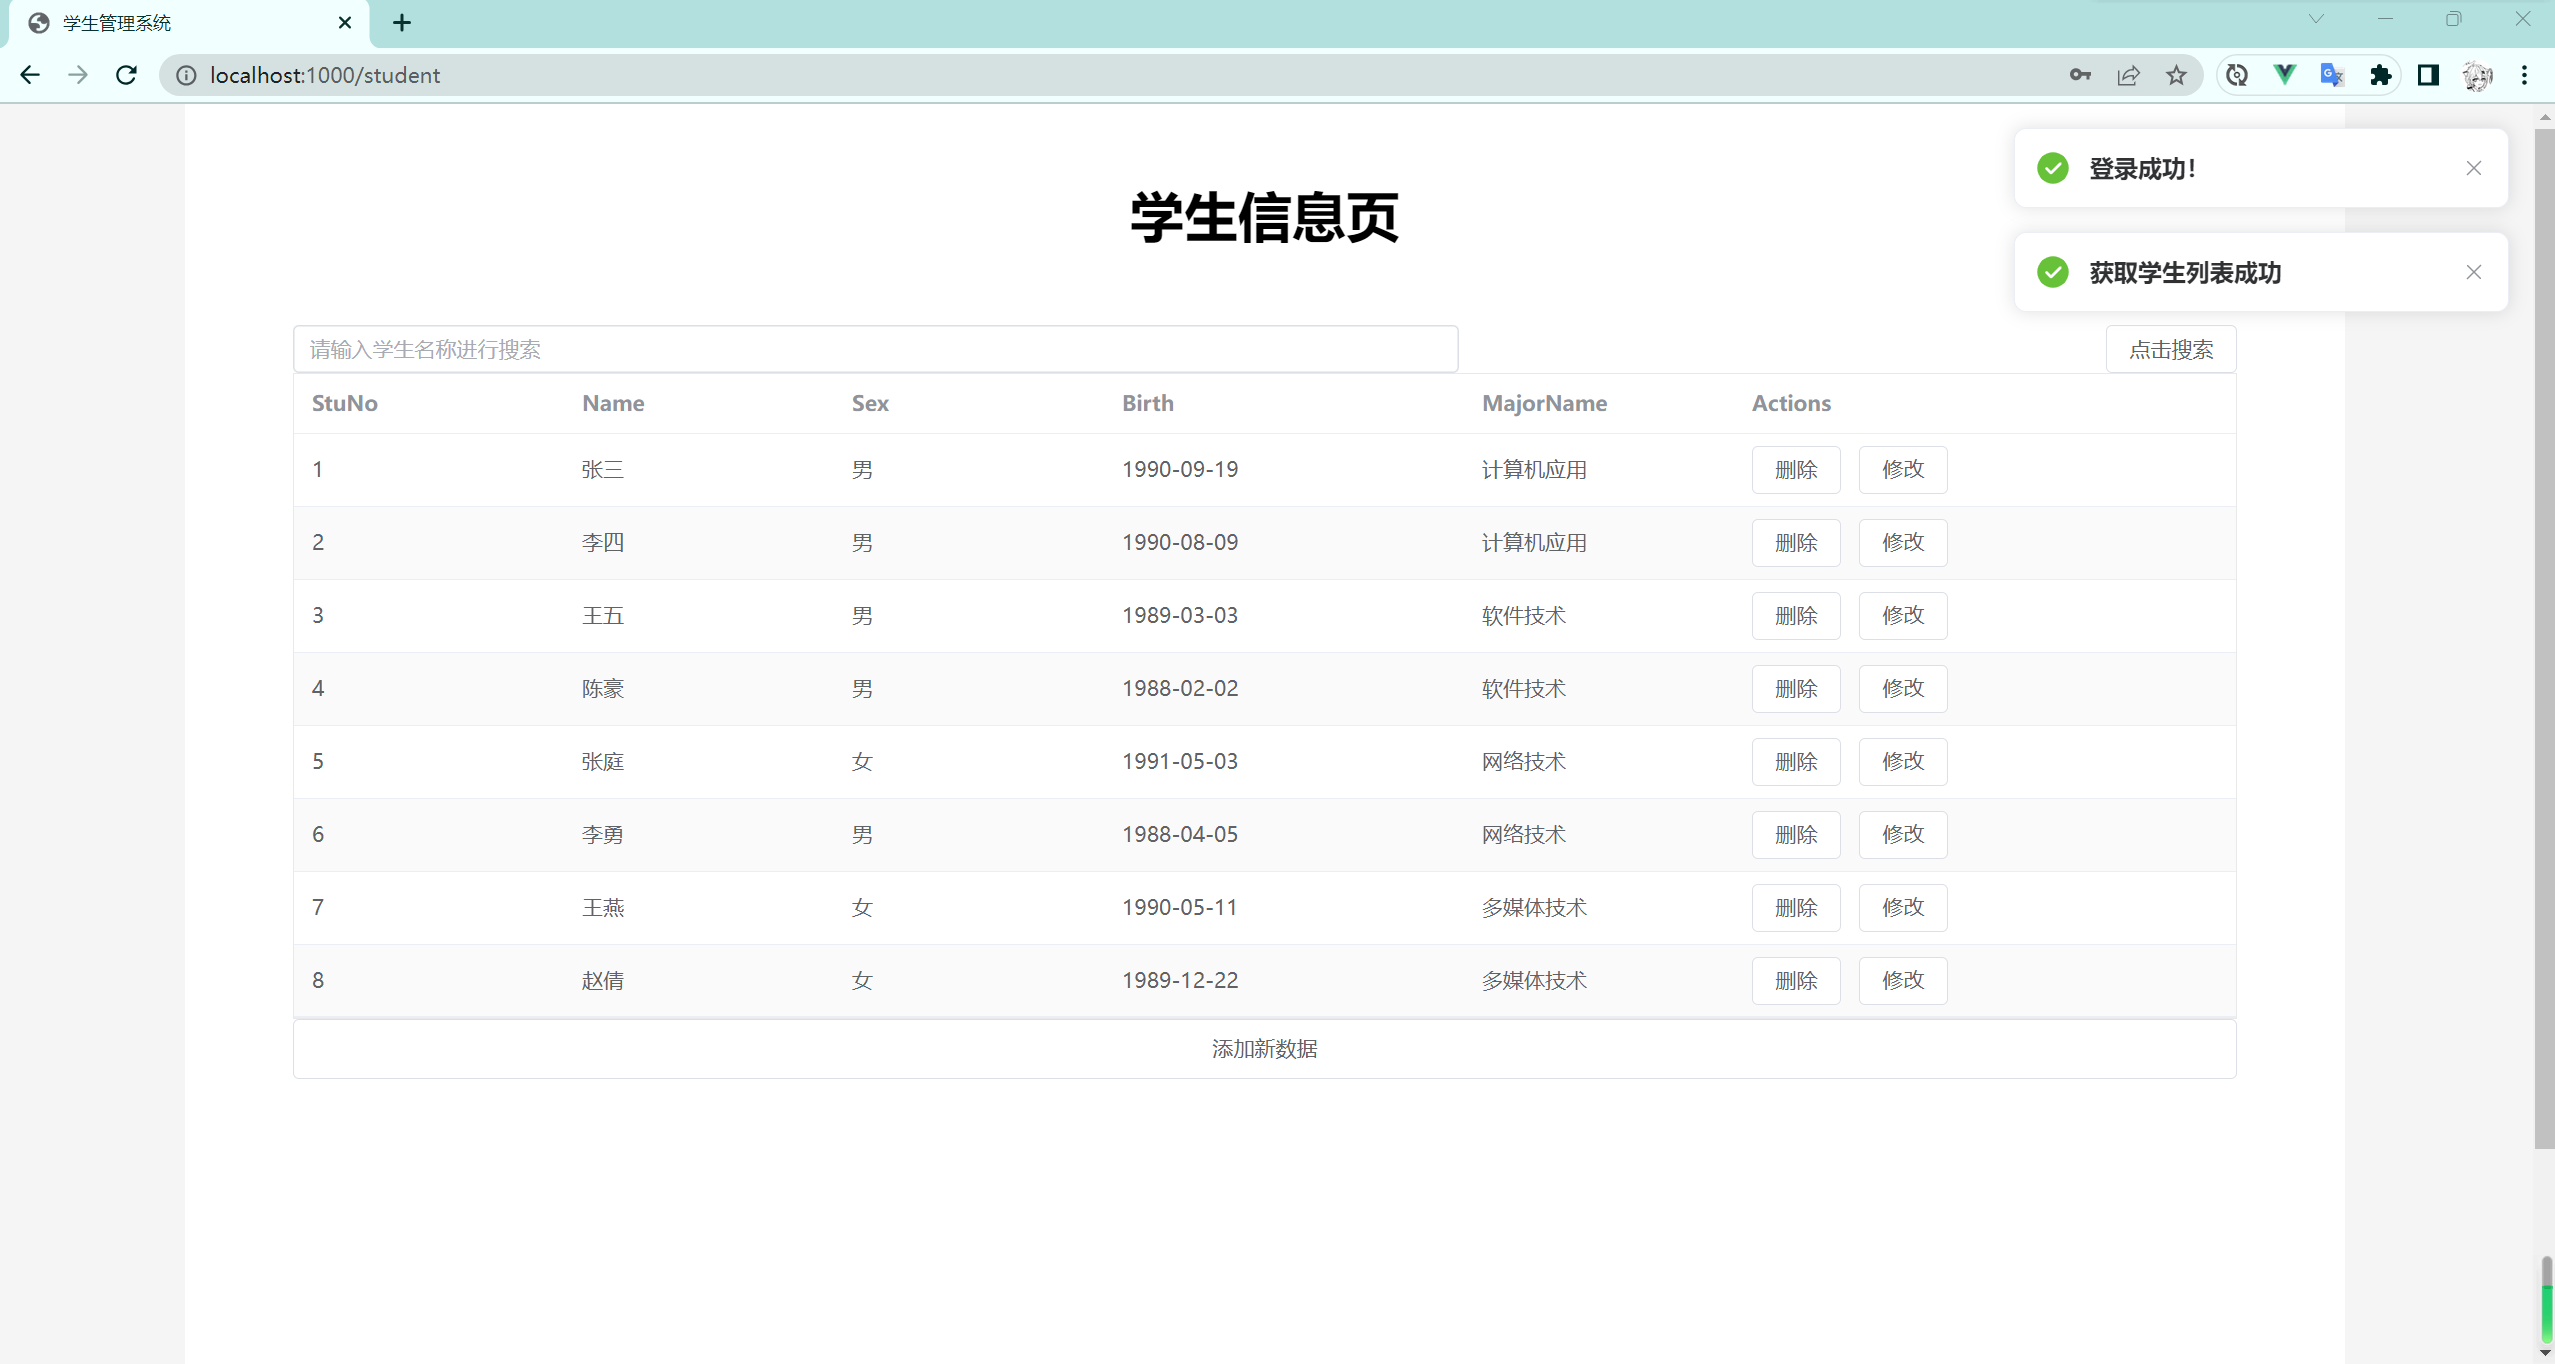 学生管理系统
localhost:1000/student
登录成功！
学生信息页
获取学生列表成功
请输入学生名称进行搜索 点击搜索
StuNo Name Sex Birth MajorName Actions
1 张三 男 1990-09-19 计算机应用 删除 修改
2 李四 男 1990-08-09 计算机应用 删除 修改
3 王五 男 1989-03-03 软件技术 删除 修改
4 陈豪 男 1988-02-02 软件技术 删除 修改
5 张庭 女 1991-05-03 网络技术 删除 修改
6 李勇 男 1988-04-05 网络技术 删除 修改
7 王燕 女 1990-05-11 多媒体技术 删除 修改
8 赵倩 女 1989-12-22 多媒体技术 删除 修改
添加新数据